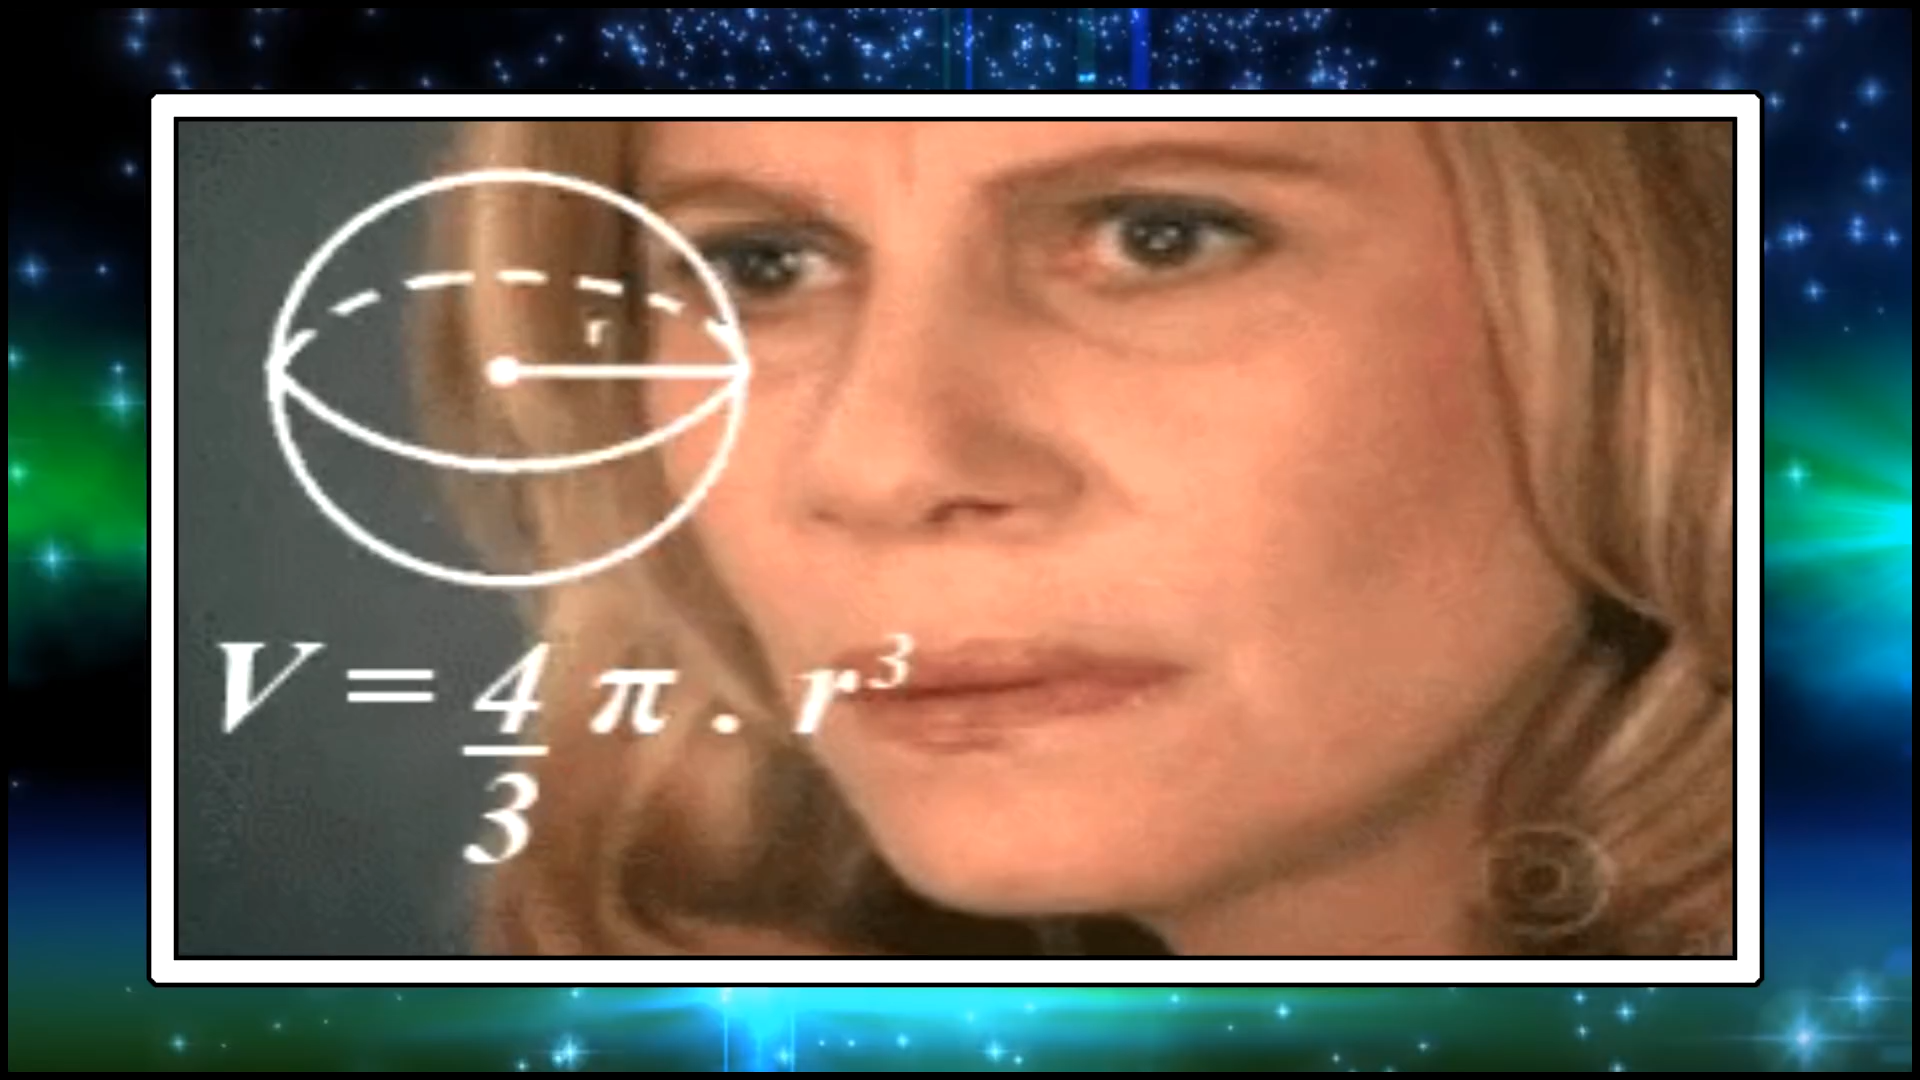 r
V = 4/3 π . r³